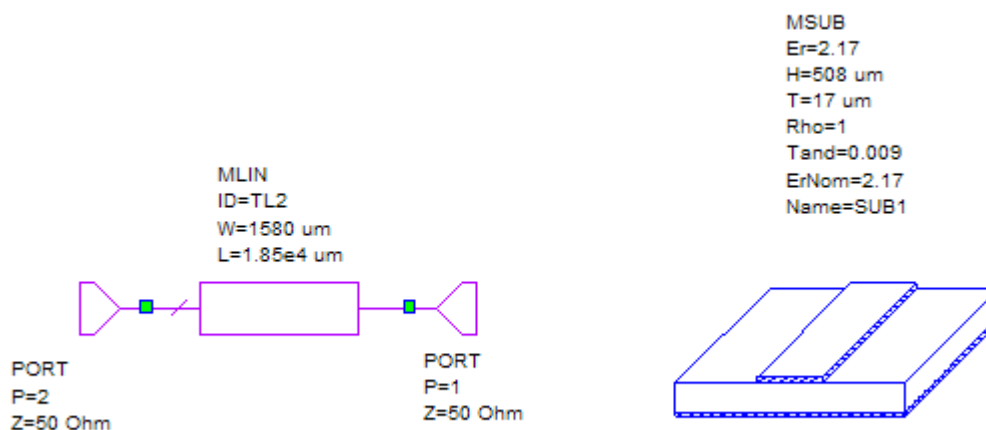 MSUB
Er=2.17
H=508 um
T=17 um
Rho=1
Tand=0.009
ErNom=2.17
Name=SUB1
MLIN
ID=TL2
W=1580 um
L=1.85e4 um
PORT
P=2
Z=50 Ohm
PORT
P=1
Z=50 Ohm